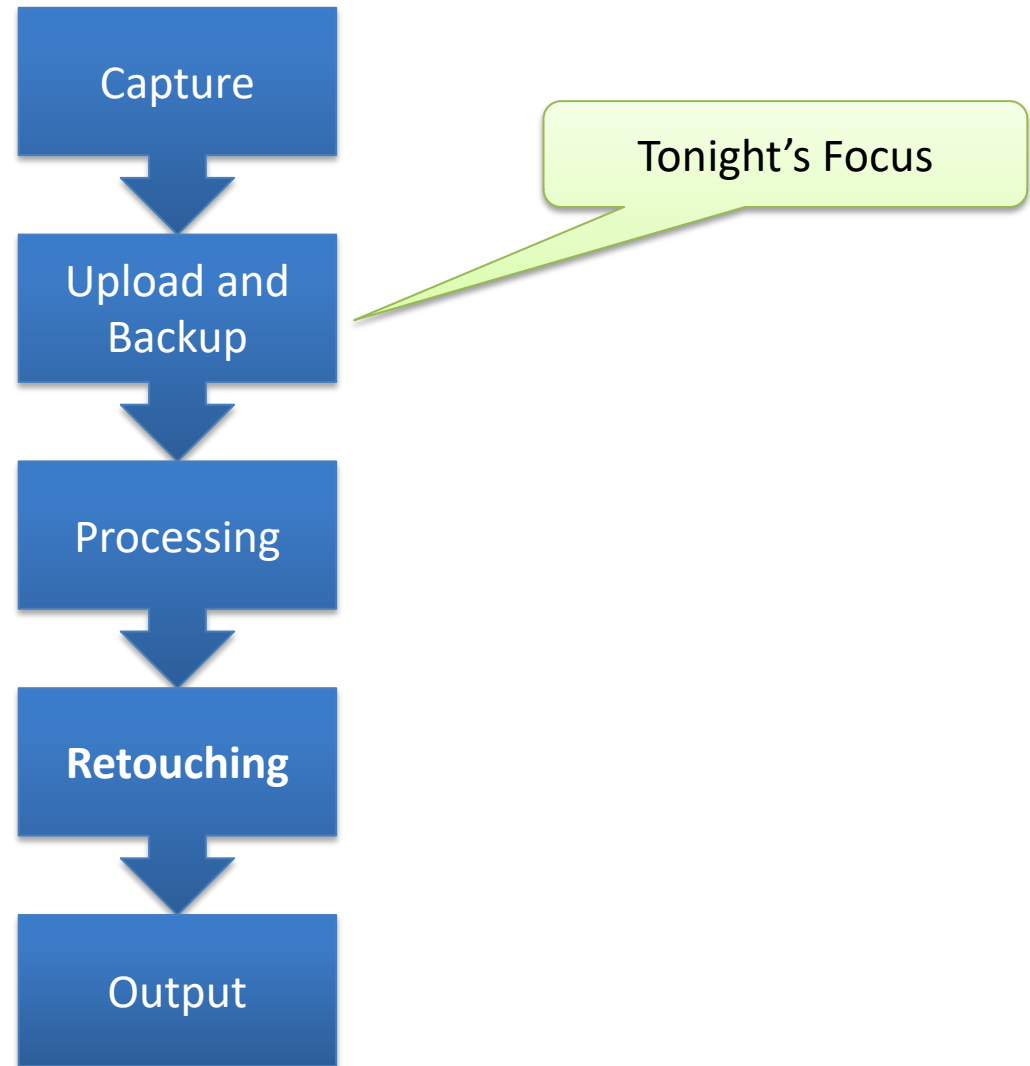 Capture
Tonight’s Focus
Upload and
Backup
Processing
Retouching
Output